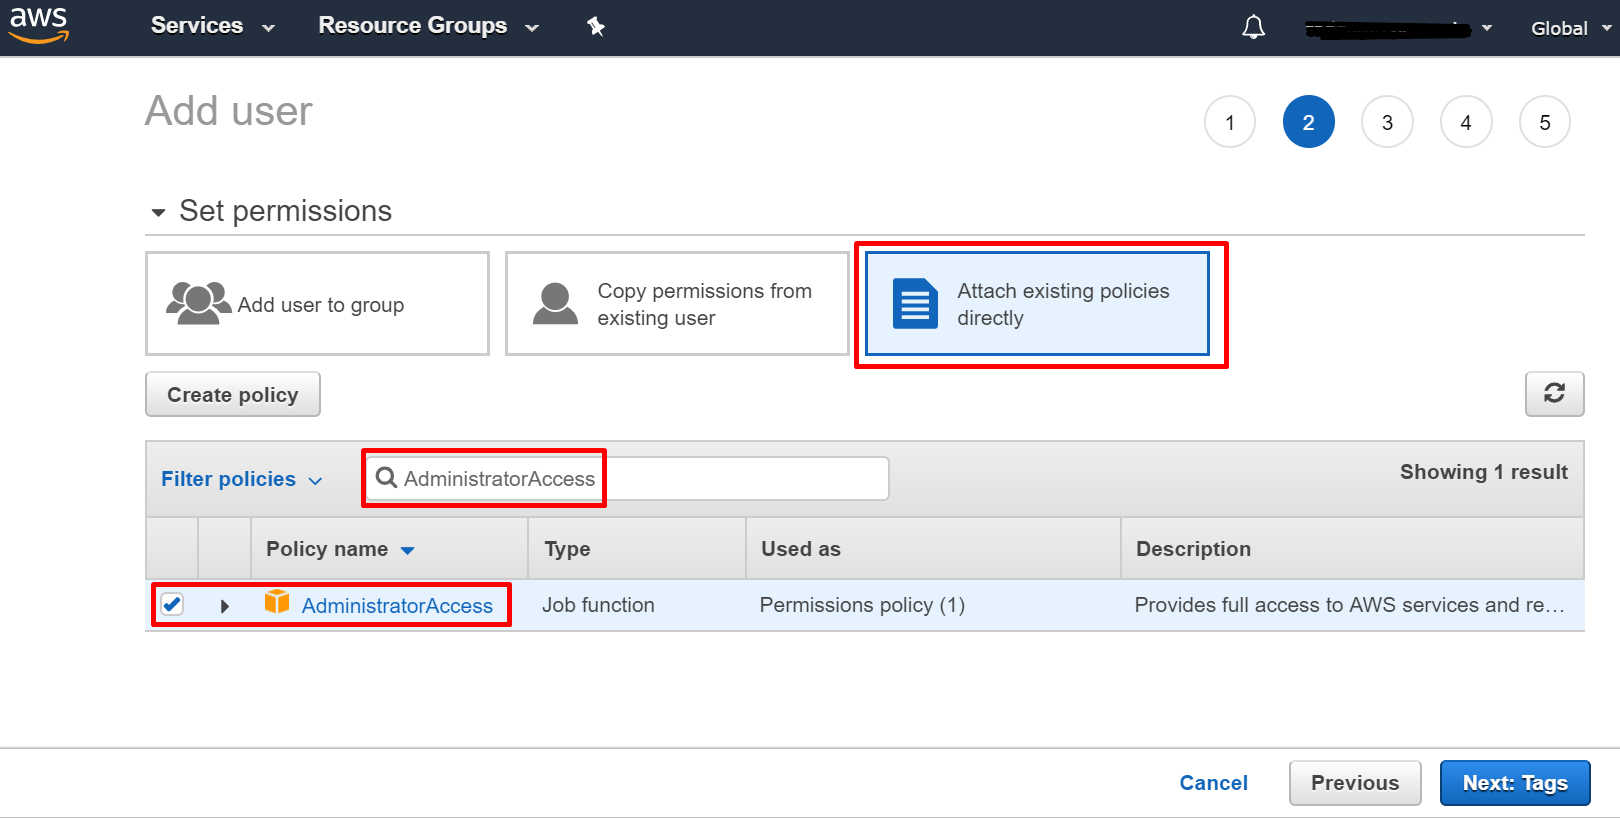 aws Services Resource Groups Global
Add user
1 2 3 4 5
Set permissions
Add user to group
Copy permissions from
existing user
Attach existing policies
directly
Create policy
Filter policies AdministratorAccess Showing 1 result
Policy name Type Used as Description
AdministratorAccess Job function Permissions policy (1) Provides full access to AWS services and re…
Cancel Previous Next: Tags